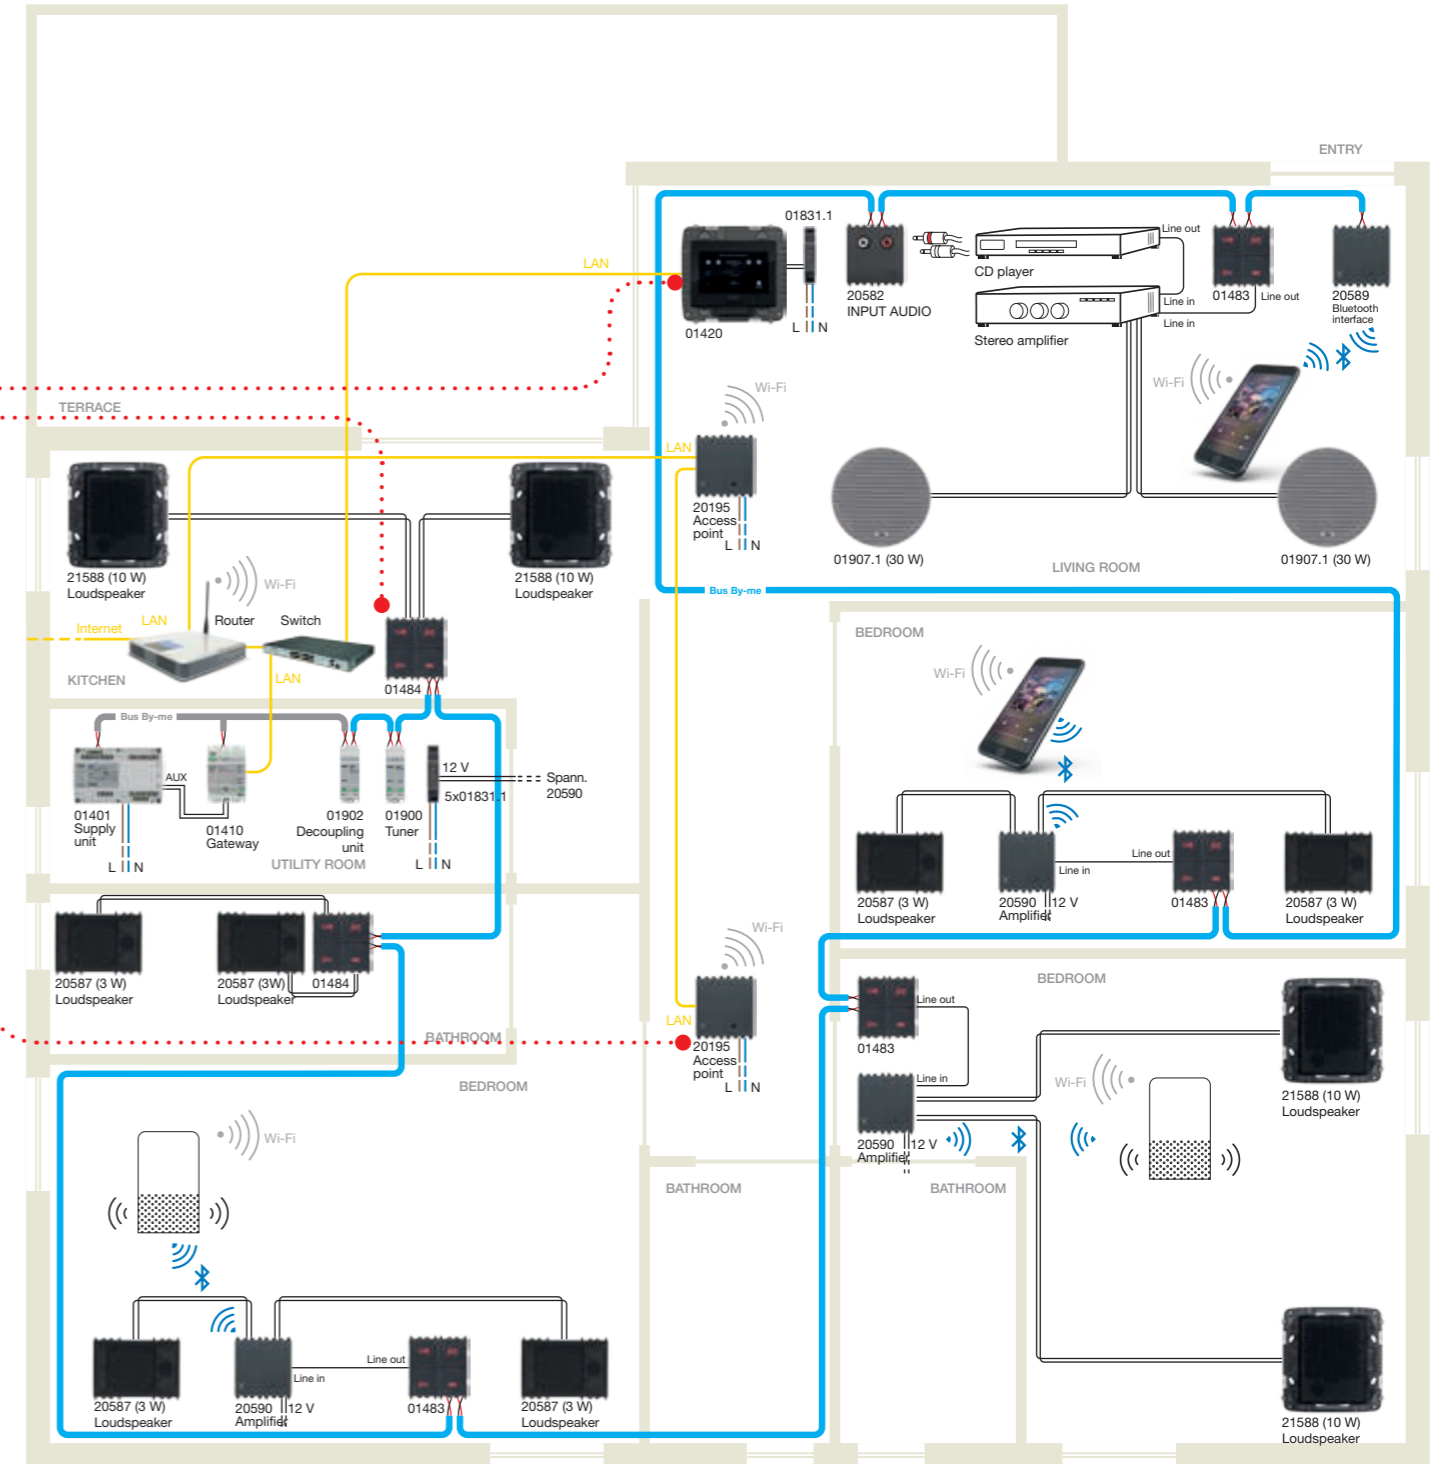 ENTRY
01831.1
Line out
CD player
20582
INPUT AUDIO
01483
Line out
20589
Bluetooth
interface
LAN
L N
01420
Line in
Line in
Stereo amplifier
Wi-Fi
Wi-Fi
TERRACE
LAN
20195
Access
point
L N
01907.1 (30 W)
01907.1 (30 W)
LIVING ROOM
21588 (10 W)
Loudspeaker
21588 (10 W)
Loudspeaker
Wi-Fi
Bus By-me
Internet
LAN
Router
Switch
LAN
KITCHEN
01484
BEDROOM
Wi-Fi
Bus By-me
AUX
12 V
5x01831.1
Spann.
20590
01401
Supply
unit
L N
01410
Gateway
01902
Decoupling
unit
01900
Tuner
L N
UTILITY ROOM
Line out
Line in
20587 (3 W)
Loudspeaker
20590
Amplifier
12 V
01483
20587 (3 W)
Loudspeaker
Wi-Fi
20587 (3 W)
Loudspeaker
20587 (3W)
Loudspeaker
01484
BATHROOM
BEDROOM
Line out
01483
LAN
20195
Access
point
L N
Line in
20590
Amplifier
12 V
Wi-Fi
21588 (10 W)
Loudspeaker
BEDROOM
Wi-Fi
BATHROOM
BATHROOM
Line out
Line in
20587 (3 W)
Loudspeaker
20590
Amplifier
12 V
01483
20587 (3 W)
Loudspeaker
21588 (10 W)
Loudspeaker